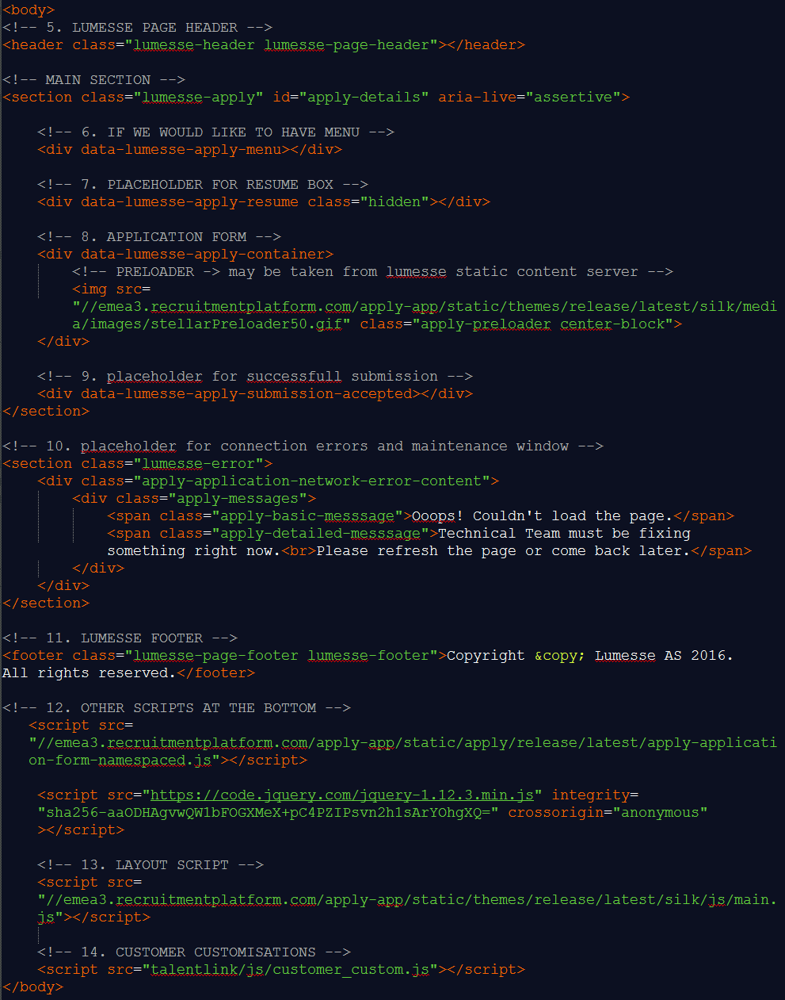 <body>
<!-- 5. LUMESSE PAGE HEADER -->
<header class="lumesse-header lumesse-page-header"></header>
<!-- MAIN SECTION -->
<section class="lumesse-apply" id="apply-details" aria-live="assertive">
<!-- 6. IF WE WOULD LIKE TO HAVE MENU -->
<div data-lumesse-apply-menu></div>
<!-- 7. PLACEHOLDER FOR RESUME BOX -->
<div data-lumesse-apply-resume class="hidden"></div>
<!-- 8. APPLICATION FORM -->
<div data-lumesse-apply-container>
<!-- PRELOADER -> may be taken from lumesse static content server -->
<img src=
"//emea3.recruitmentplatform.com/apply-app/static/themes/release/latest/silk/medi
a/images/stellarPreloader50.gif" class="apply-preloader center-block">
</div>
<!-- 9. placeholder for successfull submission -->
<div data-lumesse-apply-submission-accepted></div>
</section>
<!-- 10. placeholder for connection errors and maintenance window -->
<section class="lumesse-error">
<div class="apply-application-network-error-content">
<div class="apply-messages">
<span class="apply-basic-messsage">Ooops! Couldn't load the page.</span>
<span class="apply-detailed-messsage">Technical Team must be fixing
something right now.<br>Please refresh the page or come back later.</span>
</div>
</div>
</section>
<!-- 11. LUMESSE FOOTER -->
<footer class="lumesse-page-footer lumesse-footer">Copyright &copy; Lumesse AS 2016.
All rights reserved.</footer>
<!-- 12. OTHER SCRIPTS AT THE BOTTOM -->
<script src=
"//emea3.recruitmentplatform.com/apply-app/static/apply/release/latest/apply-applicati
on-form-namespaced.js"></script>
<script src="https://code.jquery.com/jquery-1.12.3.min.js" integrity=
"sha256-aaODHAgvwQW1bFOGXMeX+pC4PZIPsvn2h1sArYOhgXQ=" crossorigin="anonymous"
></script>
<!-- 13. LAYOUT SCRIPT -->
<script src=
"//emea3.recruitmentplatform.com/apply-app/static/themes/release/latest/silk/js/main.
js"></script>
<!-- 14. CUSTOMER CUSTOMISATIONS -->
<script src="talentlink/js/customer_custom.js"></script>
</body>